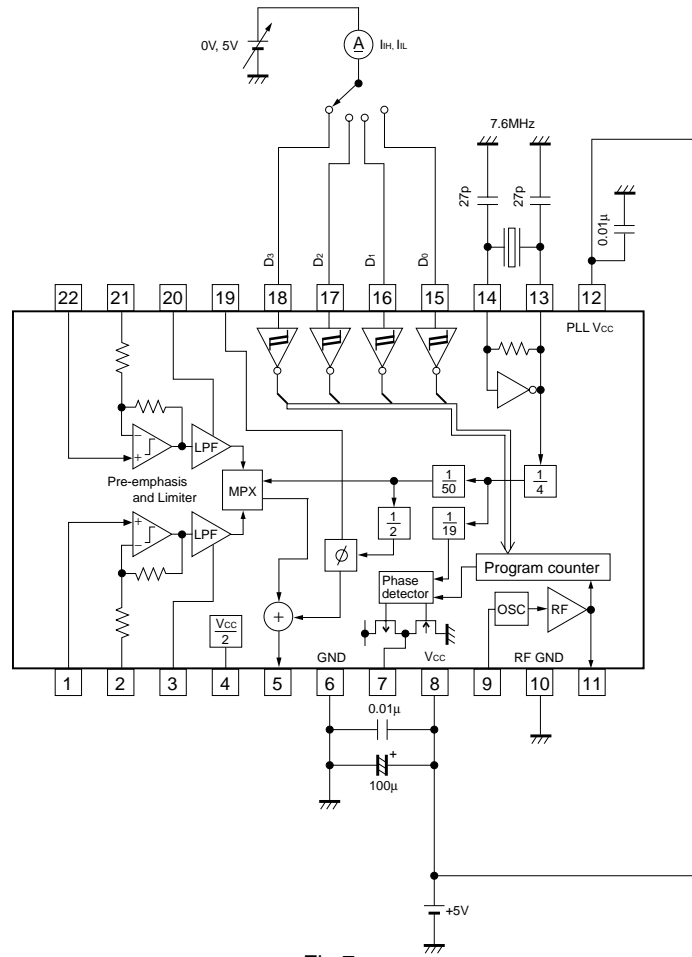 0V, 5V
A
IIH, IIL
7.6MHz
27p
27p
0.01µ
D3
D2
D1
D0
22
21
20
19
18
17
16
15
14
13
12
PLL VCC
−
+
LPF
Pre-emphasis
and Limiter
MPX
1
50
1
4
1
2
1
19
+
−
LPF
ϕ
Phase
detector
Program counter
OSC
RF
VCC
2
+
GND
VCC
RF GND
1
2
3
4
5
6
7
8
9
10
11
0.01µ
+
100µ
+5V